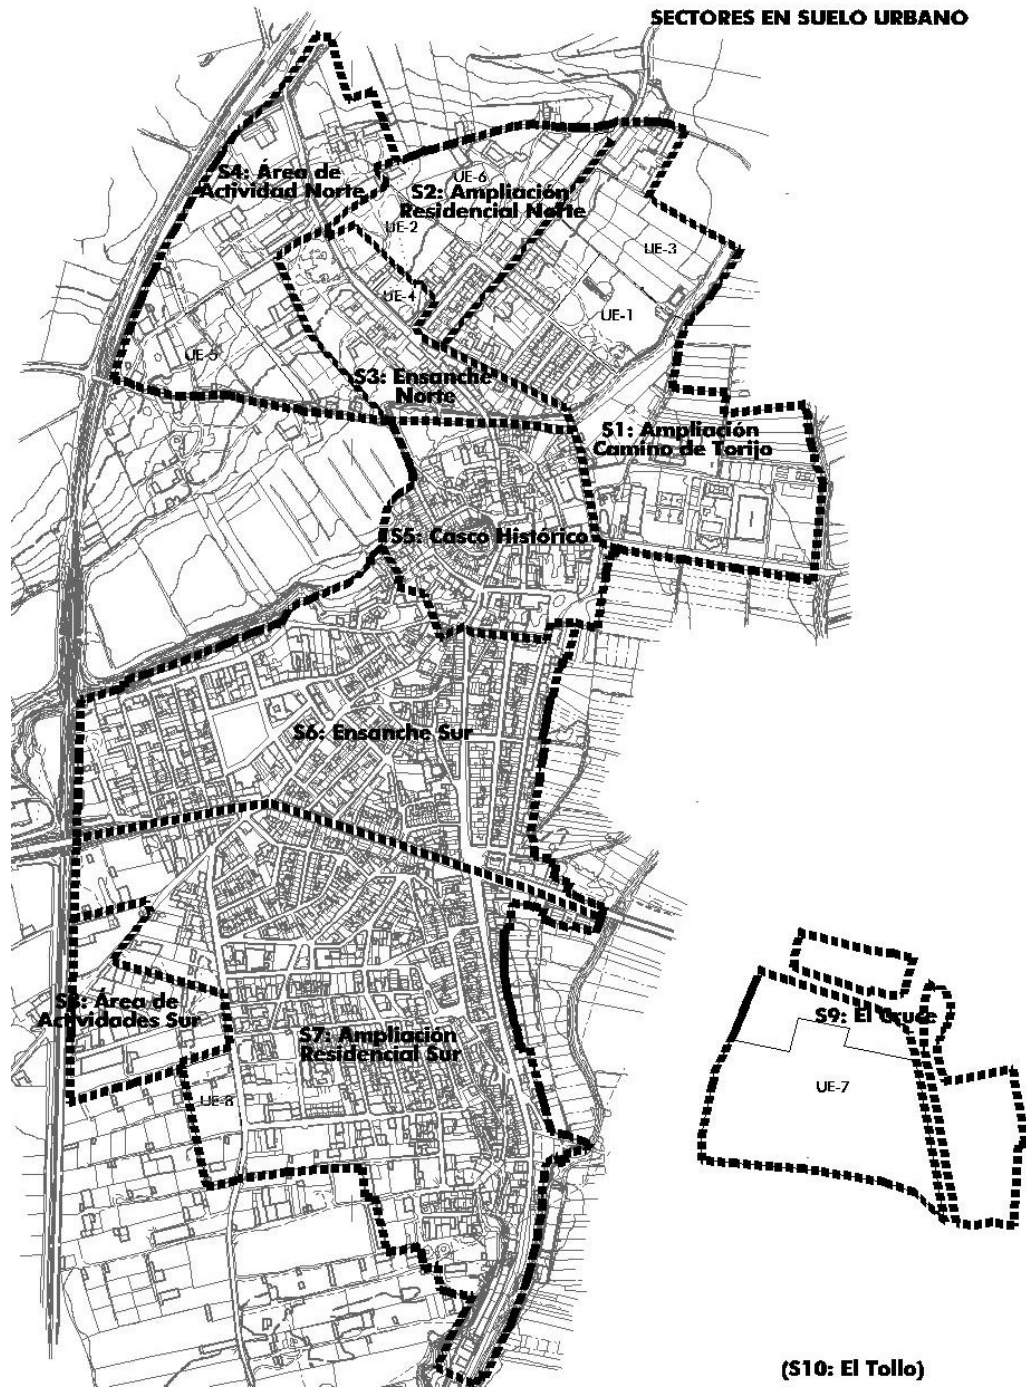 SECTORES EN SUELO URBANO
S4: Área de
Actividad Norte
UE-6
S2: Ampliación
Residencial Norte
UE-2
UE-3
UE-4
UE-1
UE-5
S3: Ensanche
Norte
S1: Ampliación
Camino de Torijo
S5: Casco Histórico
S6: Ensanche Sur
S8: Área de
Actividades Sur
S7: Ampliación
Residencial Sur
S9: El Cruce
UE-7
UE-8
(S10: El Tollo)